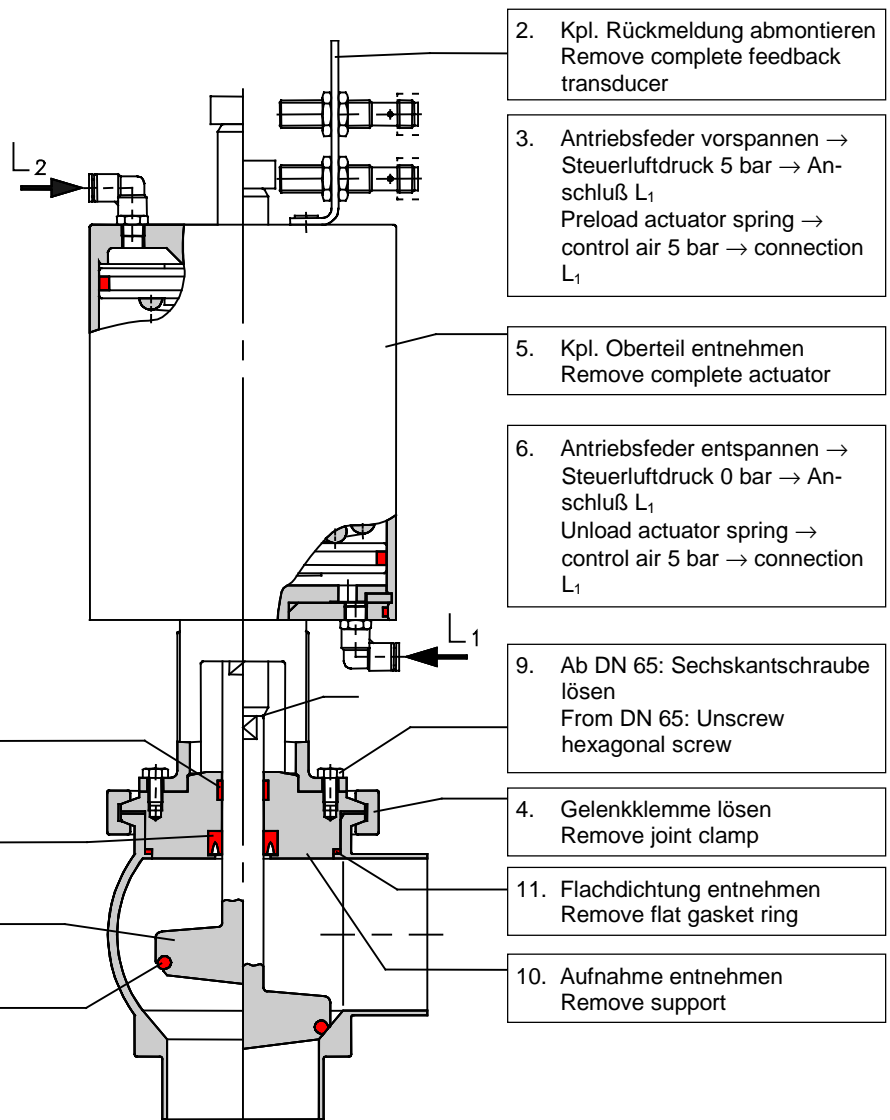 2. Kpl. Rückmeldung abmontieren
Remove complete feedback
transducer
L2
3. Antriebsfeder vorspannen →
Steuerluftdruck 5 bar → An-
schluß L₁
Preload actuator spring →
control air 5 bar → connection
L₁
5. Kpl. Oberteil entnehmen
Remove complete actuator
6. Antriebsfeder entspannen →
Steuerluftdruck 0 bar → An-
schluß L₁
Unload actuator spring →
control air 5 bar → connection
L₁
L1
9. Ab DN 65: Sechskantschraube
lösen
From DN 65: Unscrew
hexagonal screw
4. Gelenkklemme lösen
Remove joint clamp
11. Flachdichtung entnehmen
Remove flat gasket ring
10. Aufnahme entnehmen
Remove support